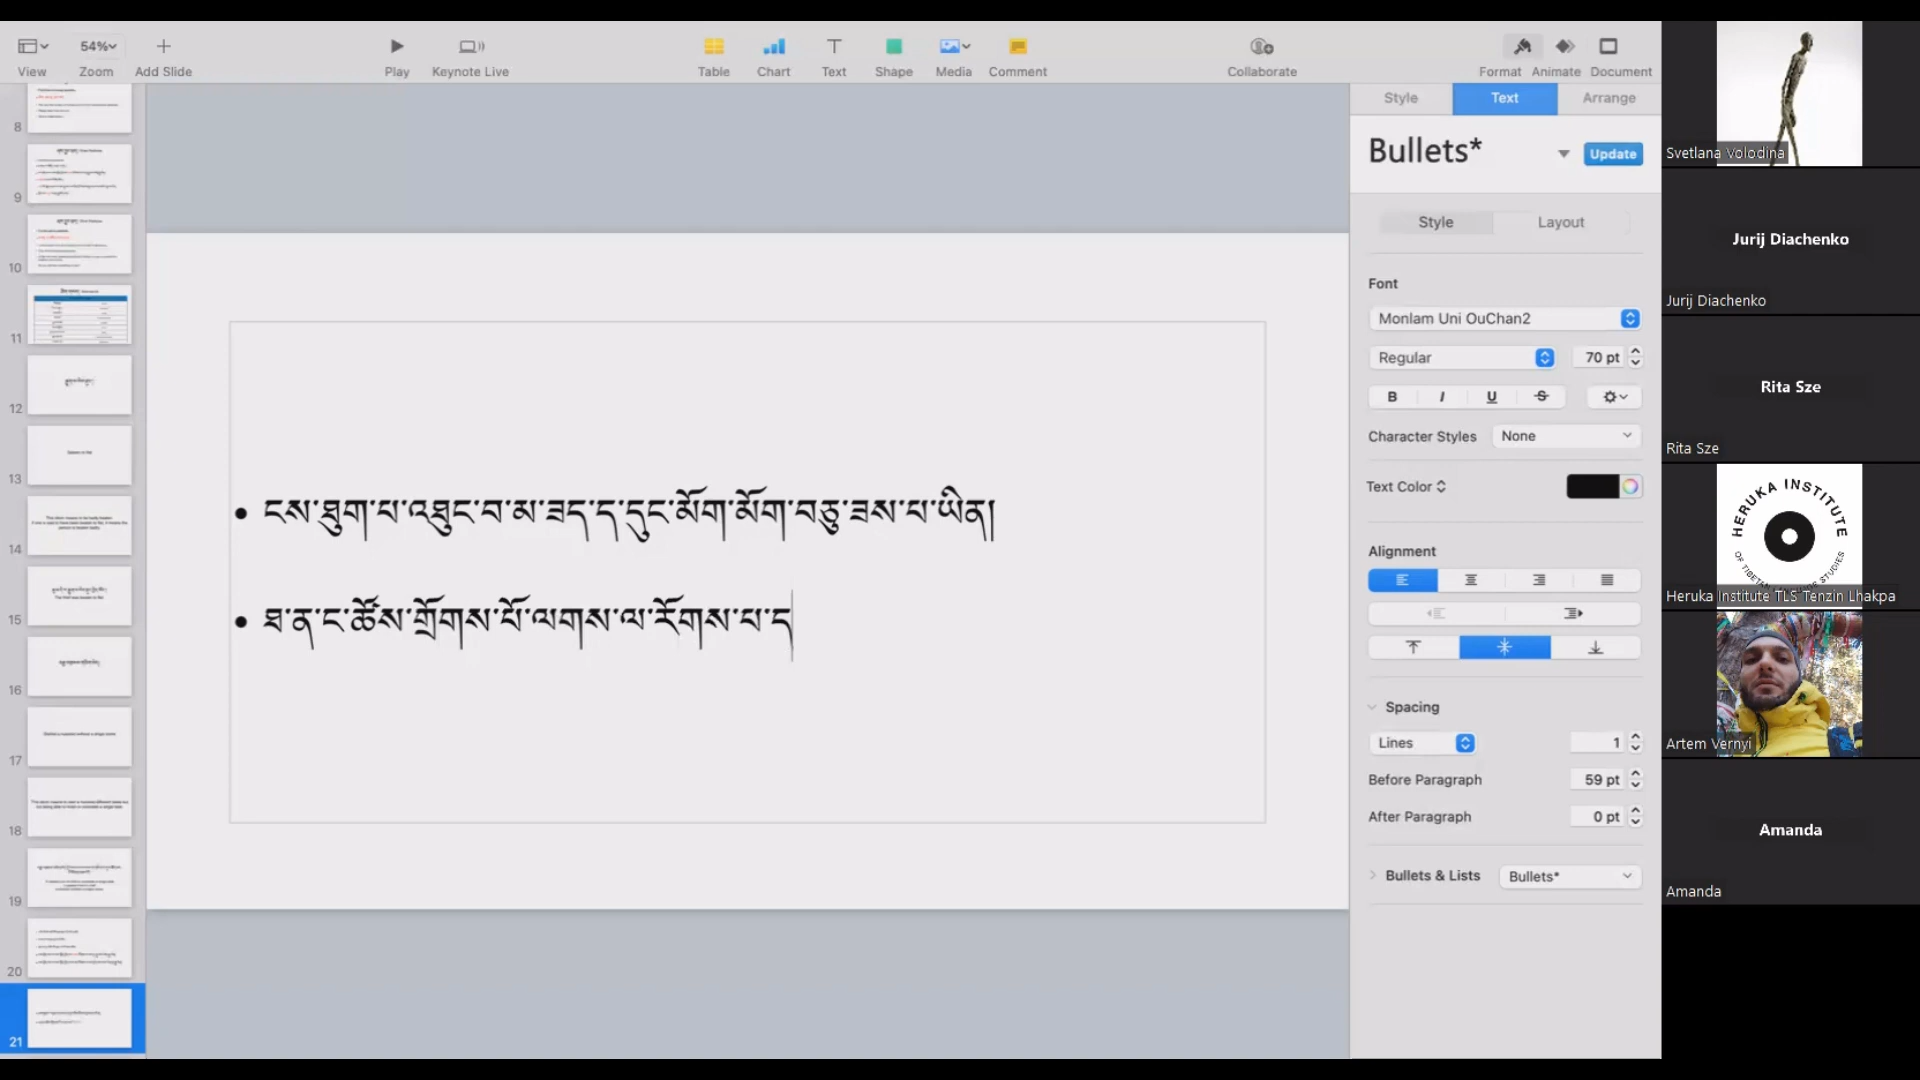 View
54%
Zoom
Add Slide
Play
Keynote Live
Table
Chart
Text
Shape
Media
Comment
Collaborate
Format
Animate
Document
Style
Text
Arrange
Bullets*
Update
Style
Layout
Font
Monlam Uni OuChan2
Regular
70 pt
B
I
U
S
Character Styles
None
Text Color
Alignment
Spacing
Lines
1
Before Paragraph
59 pt
After Paragraph
0 pt
Bullets & Lists
Bullets*
8
9
10
11
12
13
14
15
16
17
18
19
20
21
• ངས་ཐུག་པ་འཐུང་བ་མ་ཟད་ད་དུང་མོག་མོག་བཅུ་ཟས་པ་ཡིན།
• ཐ་ན་ང་ཚོས་གྲོགས་པོ་ལགས་ལ་རོགས་པ་ད
Svetlana Volodina
Jurij Diachenko
Jurij Diachenko
Rita Sze
Rita Sze
HERUKA INSTITUTE
Heruka Institute TLS Tenzin Lhakpa
Artem Vernyi
Amanda
Amanda